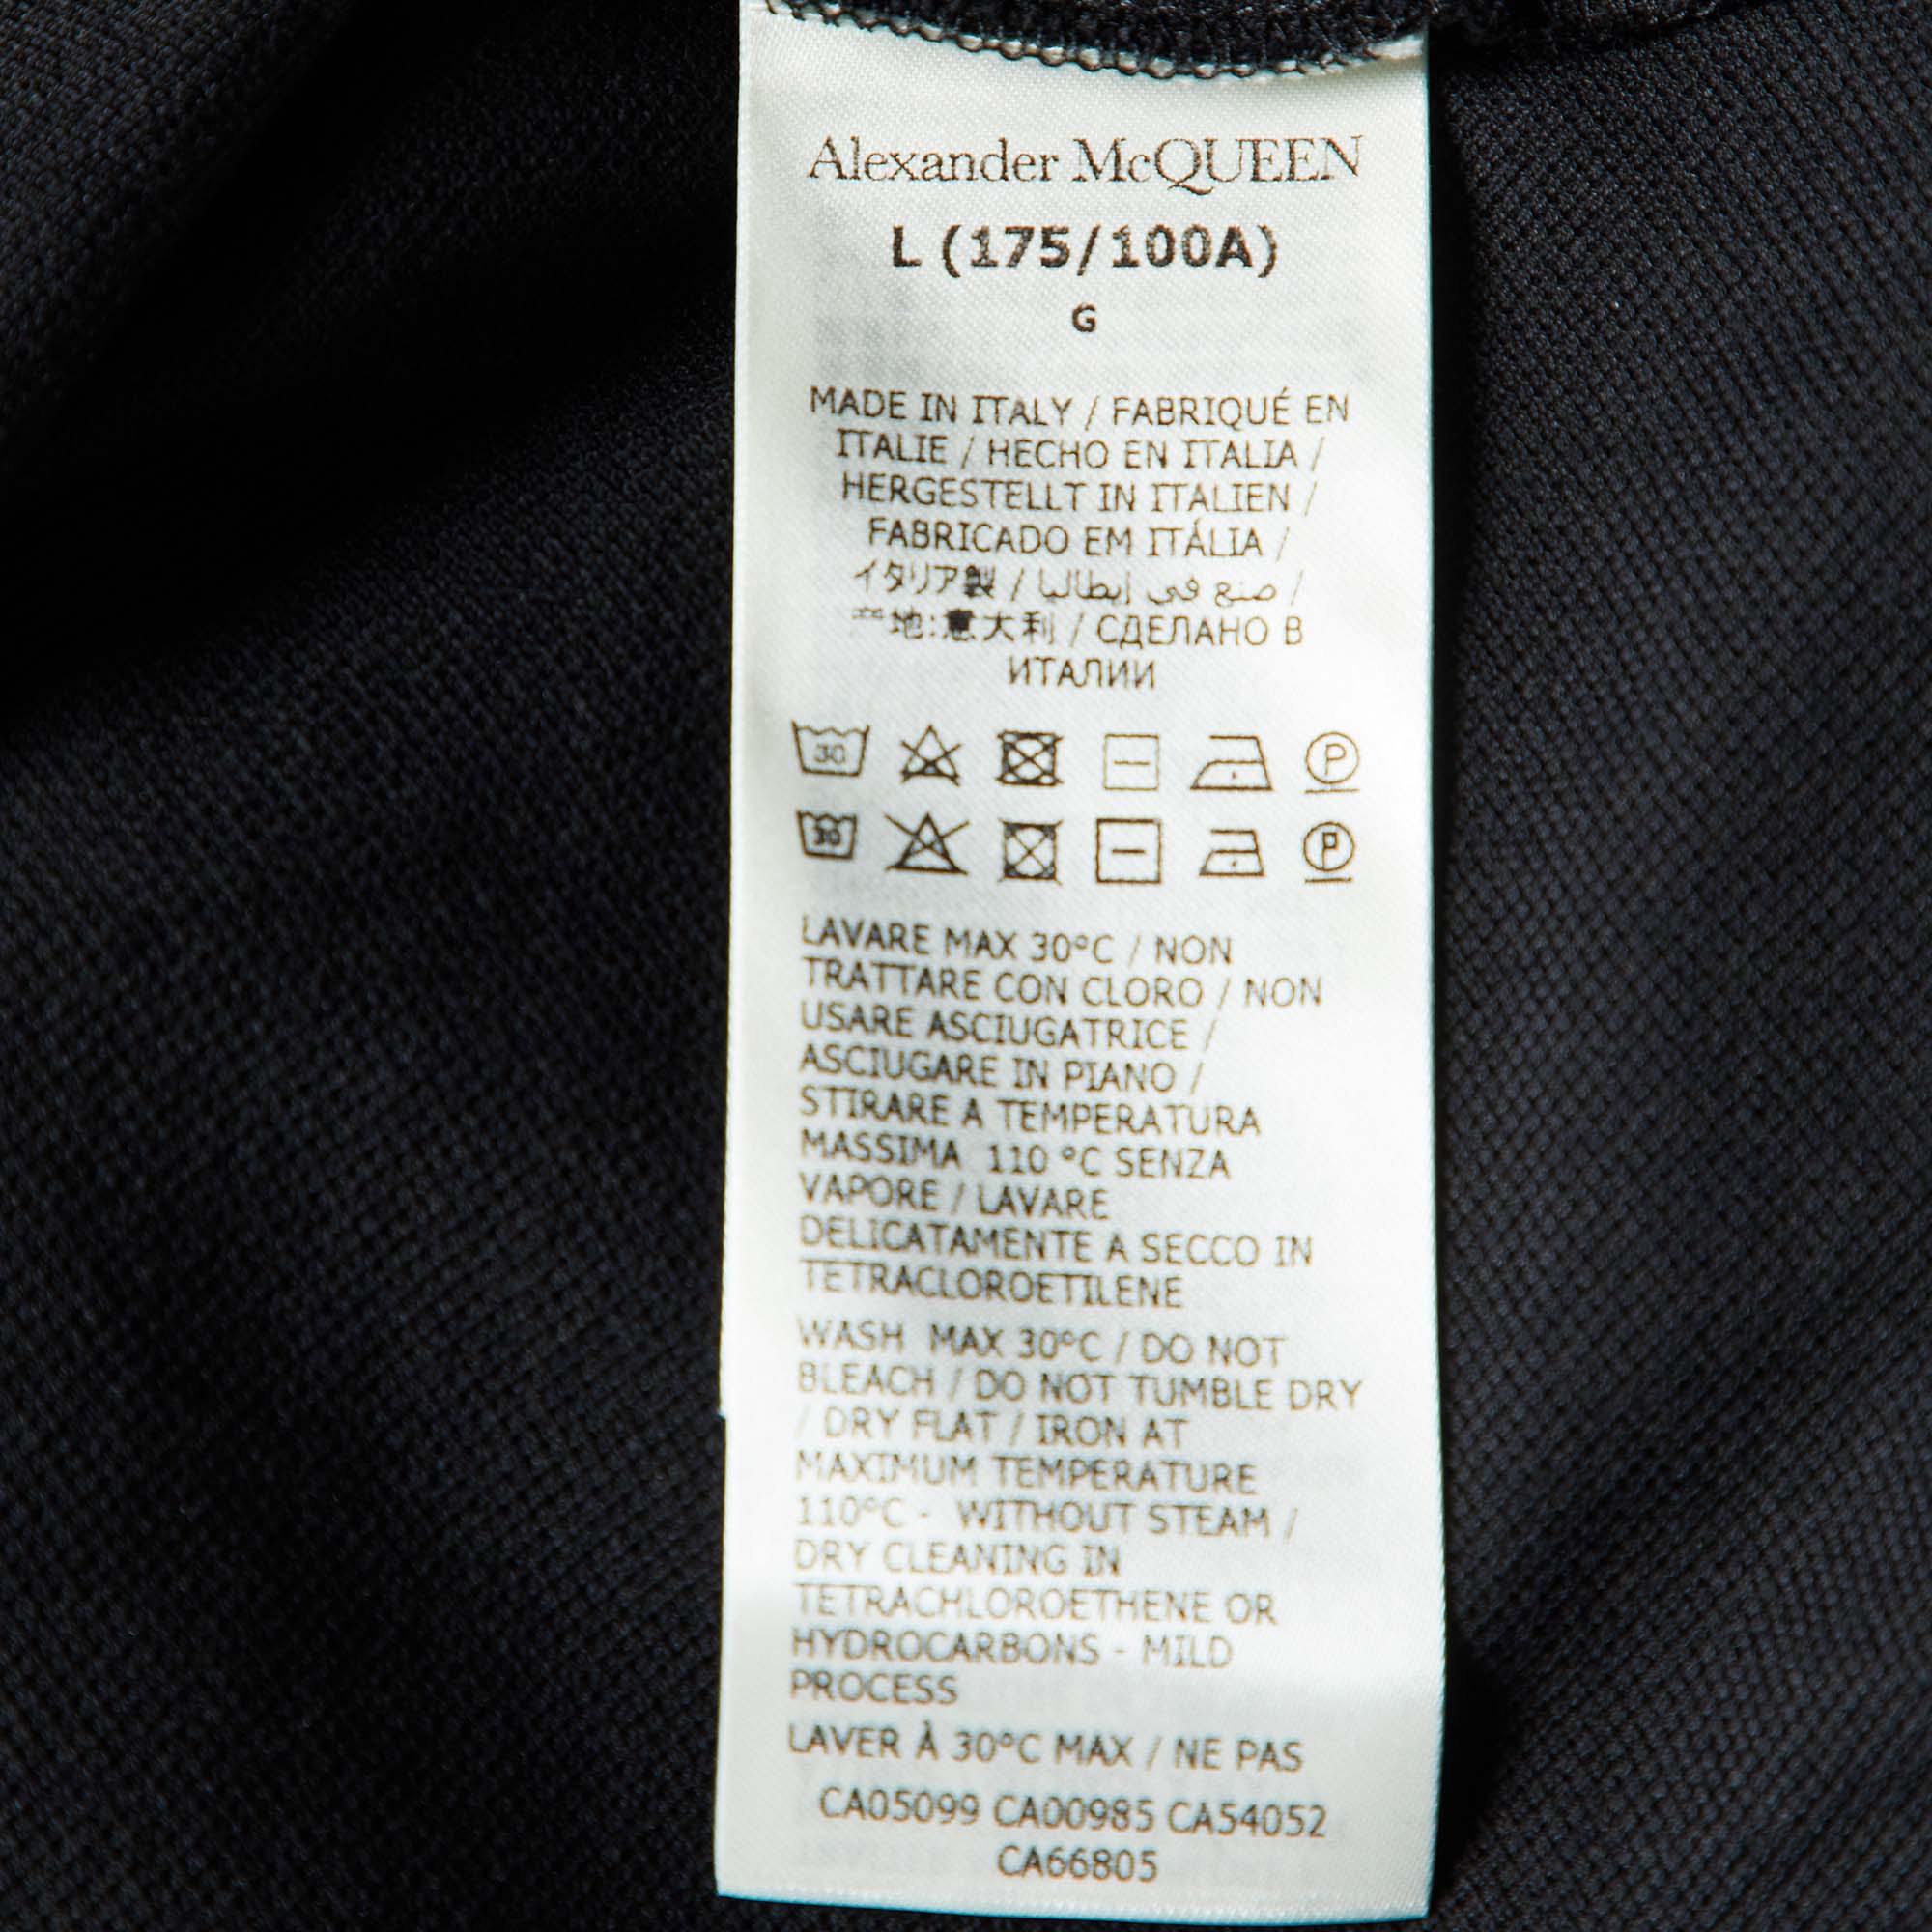 Alexander McQUEEN
L (175/100A)
G
MADE IN ITALY / FABRIQUÉ EN
ITALIE / HECHO EN ITALIA /
HERGESTELLT IN ITALIEN /
FABRICADO EM ITÁLIA /
イタリア製 / صنع في إيطاليا /
产地:意大利 / СДЕЛАНО В
ИТАЛИИ
30 P
30 P
LAVARE MAX 30°C / NON
TRATTARE CON CLORO / NON
USARE ASCIUGATRICE /
ASCIUGARE IN PIANO /
STIRARE A TEMPERATURA
MASSIMA 110 °C SENZA
VAPORE / LAVARE
DELICATAMENTE A SECCO IN
TETRACLOROETILENE
WASH MAX 30°C / DO NOT
BLEACH / DO NOT TUMBLE DRY
/ DRY FLAT / IRON AT
MAXIMUM TEMPERATURE
110°C - WITHOUT STEAM /
DRY CLEANING IN
TETRACHLOROETHENE OR
HYDROCARBONS - MILD
PROCESS
LAVER À 30°C MAX / NE PAS
CA05099 CA00985 CA54052
CA66805